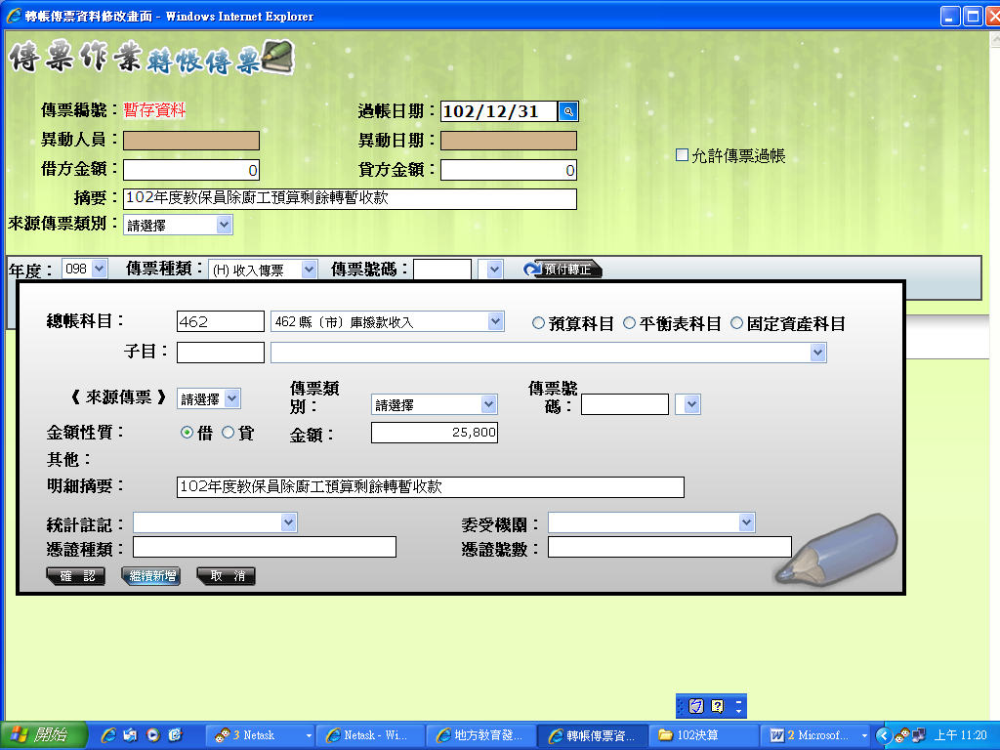 轉帳傳票資料修改畫面 - Windows Internet Explorer
傳票作業 轉帳傳票
傳票編號： 暫存資料 過帳日期： 102/12/31
異動人員： 異動日期：
允許傳票過帳
借方金額： 0 貸方金額： 0
摘要： 102年度教保員除廚工預算剩餘轉暫收款
來源傳票類別： 請選擇
年度： 098 傳票種類： (H) 收入傳票 傳票號碼： 預付轉正
總帳科目： 462 462 縣（市）庫撥款收入 預算科目 平衡表科目 固定資產科目
子目：
《 來源傳票 》 請選擇 傳票類別： 請選擇 傳票號碼：
金額性質： 借 貸 金額： 25,800
其他：
明細摘要： 102年度教保員除廚工預算剩餘轉暫收款
統計註記： 委受機關：
憑證種類： 憑證號數：
確 認 繼續新增 取 消
開始 3 Netask Netask - Wi... 地方教育發... 轉帳傳票資... 102決算 2 Microsof... 上午 11:20